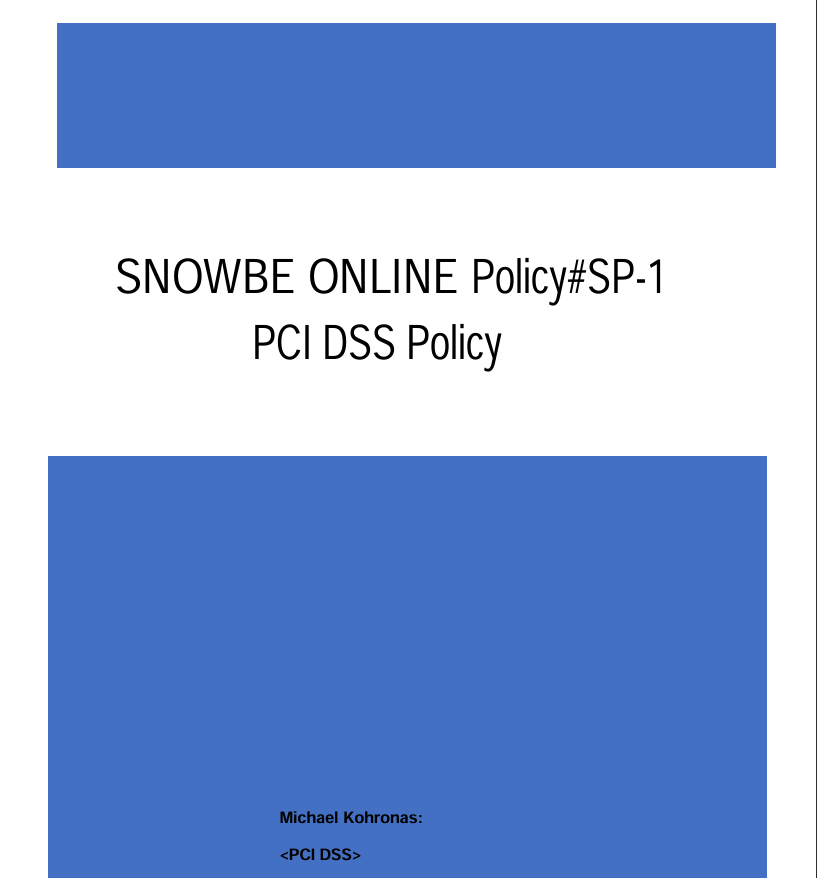 SNOWBE ONLINE Policy#SP-1
PCI DSS Policy
Michael Kohronas:
<PCI DSS>